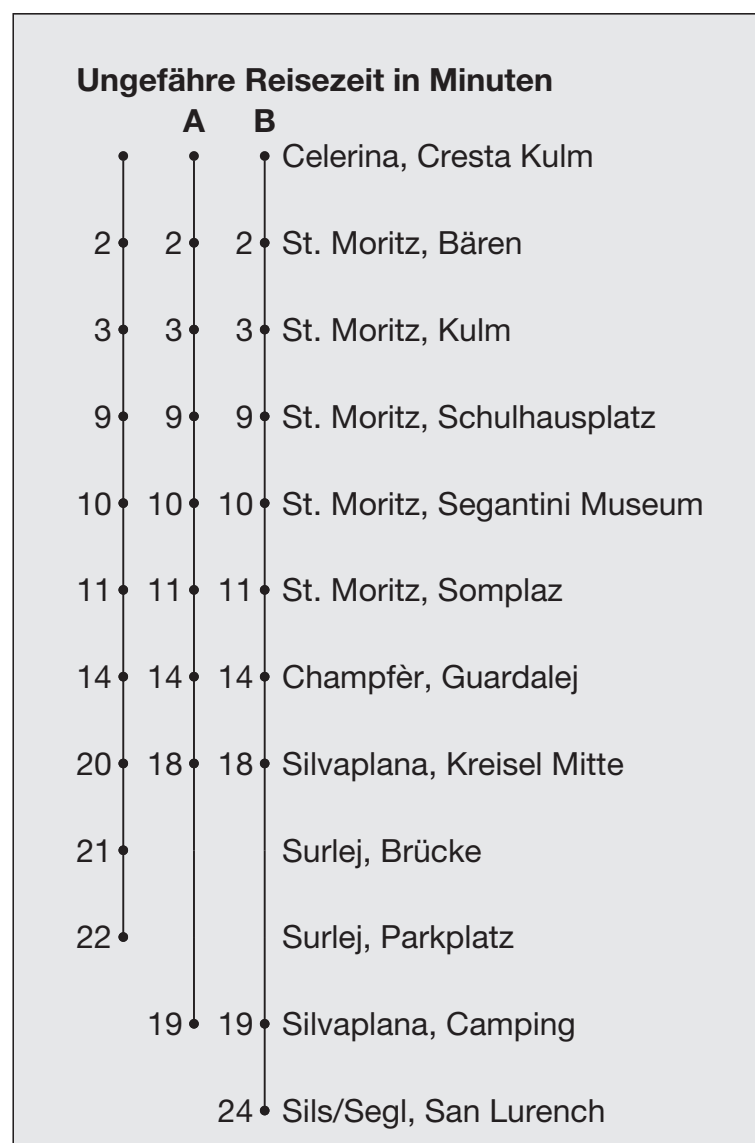 Ungefähre Reisezeit in Minuten
A B
Celerina, Cresta Kulm
2 2 2 St. Moritz, Bären
3 3 3 St. Moritz, Kulm
9 9 9 St. Moritz, Schulhausplatz
10 10 10 St. Moritz, Segantini Museum
11 11 11 St. Moritz, Somplaz
14 14 14 Champfèr, Guardalej
20 18 18 Silvaplana, Kreisel Mitte
21 Surlej, Brücke
22 Surlej, Parkplatz
19 19 Silvaplana, Camping
24 Sils/Segl, San Lurench